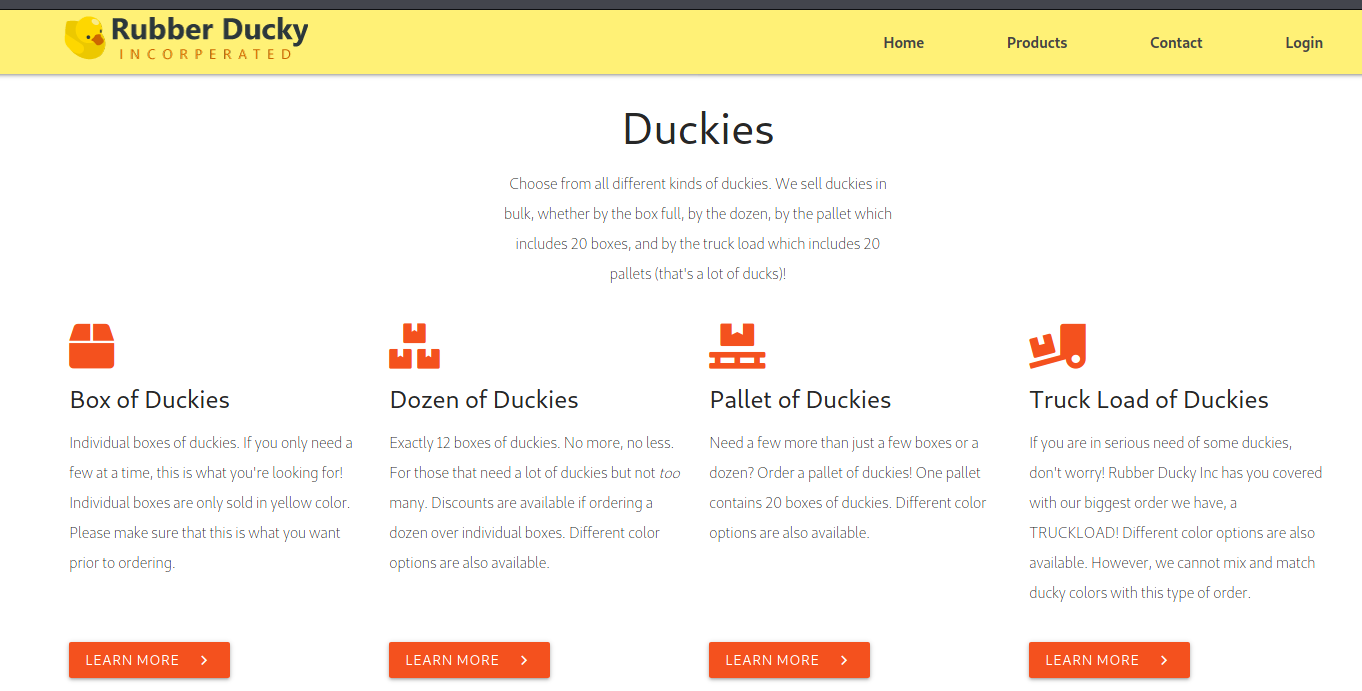 Rubber Ducky
INCORPERATED
Home
Products
Contact
Login
Duckies
Choose from all different kinds of duckies. We sell duckies in
bulk, whether by the box full, by the dozen, by the pallet which
includes 20 boxes, and by the truck load which includes 20
pallets (that's a lot of ducks)!
Box of Duckies
Individual boxes of duckies. If you only need a
few at a time, this is what you're looking for!
Individual boxes are only sold in yellow color.
Please make sure that this is what you want
prior to ordering.
LEARN MORE
Dozen of Duckies
Exactly 12 boxes of duckies. No more, no less.
For those that need a lot of duckies but not too
many. Discounts are available if ordering a
dozen over individual boxes. Different color
options are also available.
LEARN MORE
Pallet of Duckies
Need a few more than just a few boxes or a
dozen? Order a pallet of duckies! One pallet
contains 20 boxes of duckies. Different color
options are also available.
LEARN MORE
Truck Load of Duckies
If you are in serious need of some duckies,
don't worry! Rubber Ducky Inc has you covered
with our biggest order we have, a
TRUCKLOAD! Different color options are also
available. However, we cannot mix and match
ducky colors with this type of order.
LEARN MORE